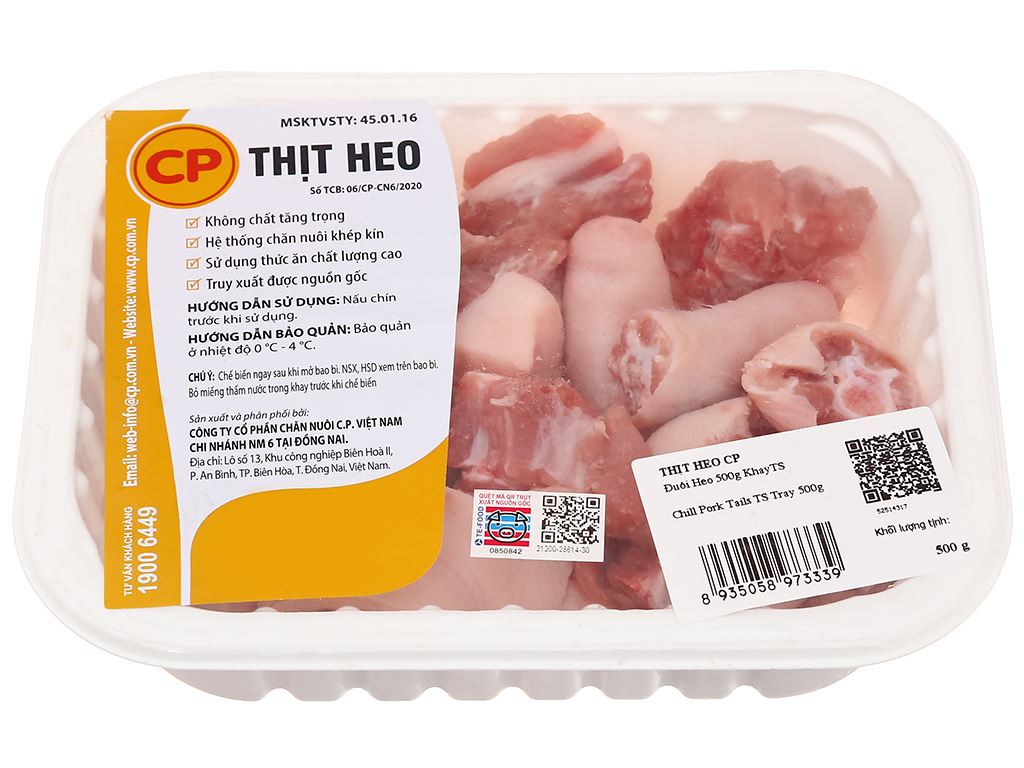 MSKTVSTY: 45.01.16
CP
THỊT HEO
Số TCB: 06/CP-CN6/2020
Không chất tăng trọng
Hệ thống chăn nuôi khép kín
Sử dụng thức ăn chất lượng cao
Truy xuất được nguồn gốc
HƯỚNG DẪN SỬ DỤNG: Nấu chín
trước khi sử dụng.
HƯỚNG DẪN BẢO QUẢN: Bảo quản
ở nhiệt độ 0 °C - 4 °C.
CHÚ Ý: Chế biến ngay sau khi mở bao bì. NSX, HSD xem trên bao bì.
Bỏ miếng thấm nước trong khay trước khi chế biến
Sản xuất và phân phối bởi:
CÔNG TY CỔ PHẦN CHĂN NUÔI C.P. VIỆT NAM
CHI NHÁNH NM 6 TẠI ĐỒNG NAI.
Địa chỉ: Lô số 13, Khu công nghiệp Biên Hoà II,
P. An Bình, TP. Biên Hòa, T. Đồng Nai, Việt Nam.
TƯ VẤN KHÁCH HÀNG
1900 6449
Email: web-info@cp.com.vn - Website: www.cp.com.vn
QUÉT MÃ QR TRUY
XUẤT NGUỒN GỐC
TE-FOOD
0850842
21200-28614-30
THỊT HEO CP
Đuôi Heo 500g KhayTS
Chill Pork Tails TS Tray 500g
52514317
Khối lượng tịnh:
500 g
8 935058 973339